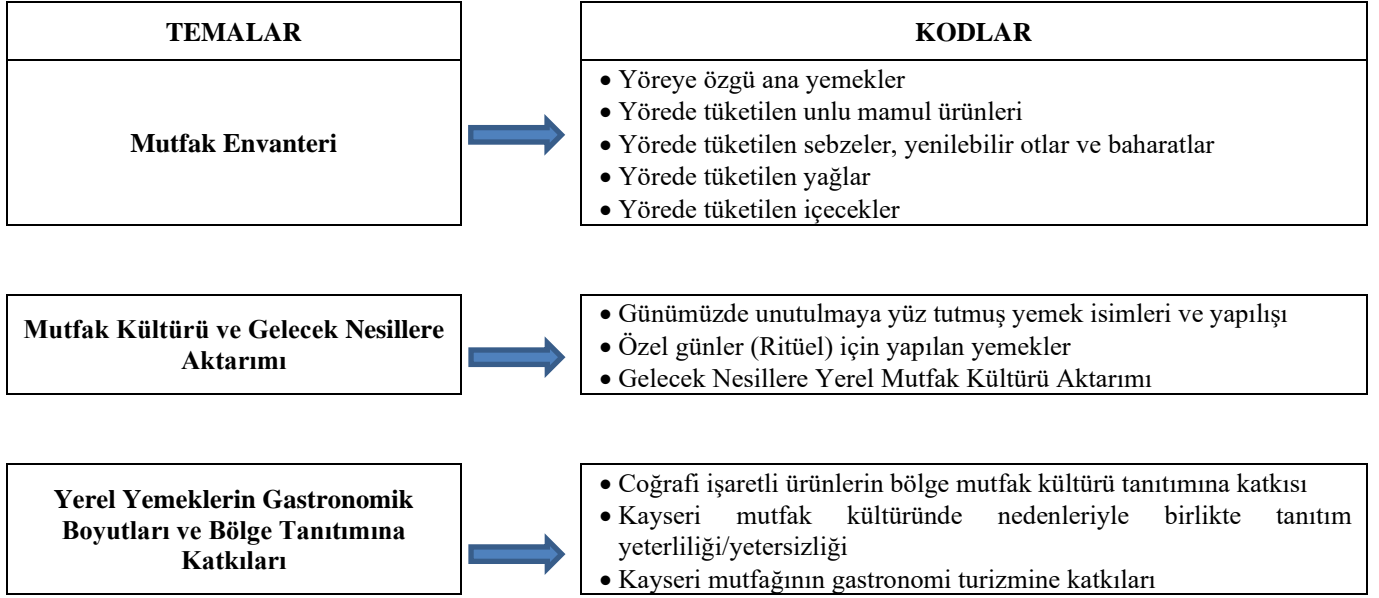 TEMALAR
KODLAR
Mutfak Envanteri
• Yöreye özgü ana yemekler
• Yörede tüketilen unlu mamul ürünleri
• Yörede tüketilen sebzeler, yenilebilir otlar ve baharatlar
• Yörede tüketilen yağlar
• Yörede tüketilen içecekler
Mutfak Kültürü ve Gelecek Nesillere
Aktarımı
• Günümüzde unutulmaya yüz tutmuş yemek isimleri ve yapılışı
• Özel günler (Ritüel) için yapılan yemekler
• Gelecek Nesillere Yerel Mutfak Kültürü Aktarımı
Yerel Yemeklerin Gastronomik
Boyutları ve Bölge Tanıtımına
Katkıları
• Coğrafi işaretli ürünlerin bölge mutfak kültürü tanıtımına katkısı
• Kayseri mutfak kültüründe nedenleriyle birlikte tanıtım
yeterliliği/yetersizliği
• Kayseri mutfağının gastronomi turizmine katkıları